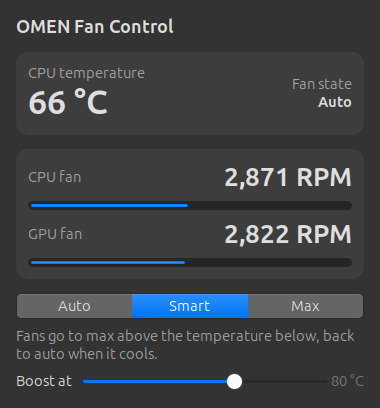 OMEN Fan Control
CPU temperature
66 °C
Fan state
Auto
CPU fan
2,871 RPM
GPU fan
2,822 RPM
Auto
Smart
Max
Fans go to max above the temperature below, back
to auto when it cools.
Boost at
80 °C